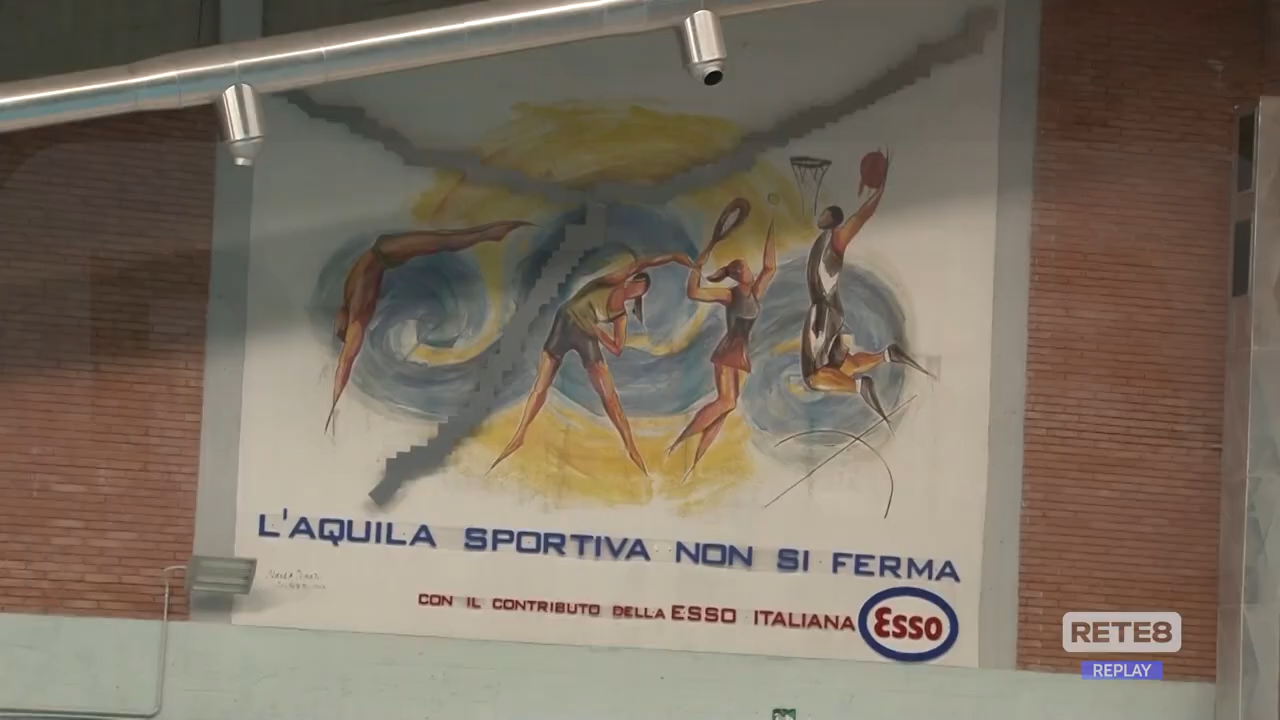 L'AQUILA SPORTIVA NON SI FERMA
CON IL CONTRIBUTO DELLA ESSO ITALIANA
Esso
RETE8
REPLAY